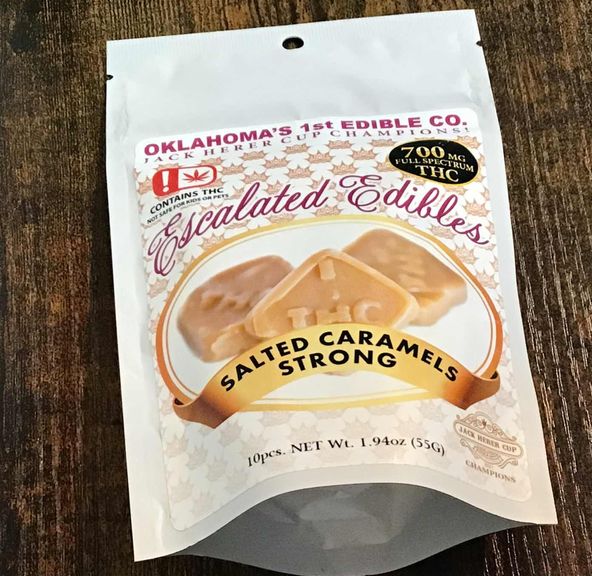 OKLAHOMA'S 1st EDIBLE CO.
JACK HERER CUP CHAMPIONS!
700 MG
FULL SPECTRUM
THC
!
CONTAINS THC
NOT SAFE FOR KIDS OR PETS
Escalated Edibles
THC
SALTED CARAMELS
STRONG
10pcs. NET Wt. 1.94oz (55G)
JACK HERER CUP
CHAMPIONS